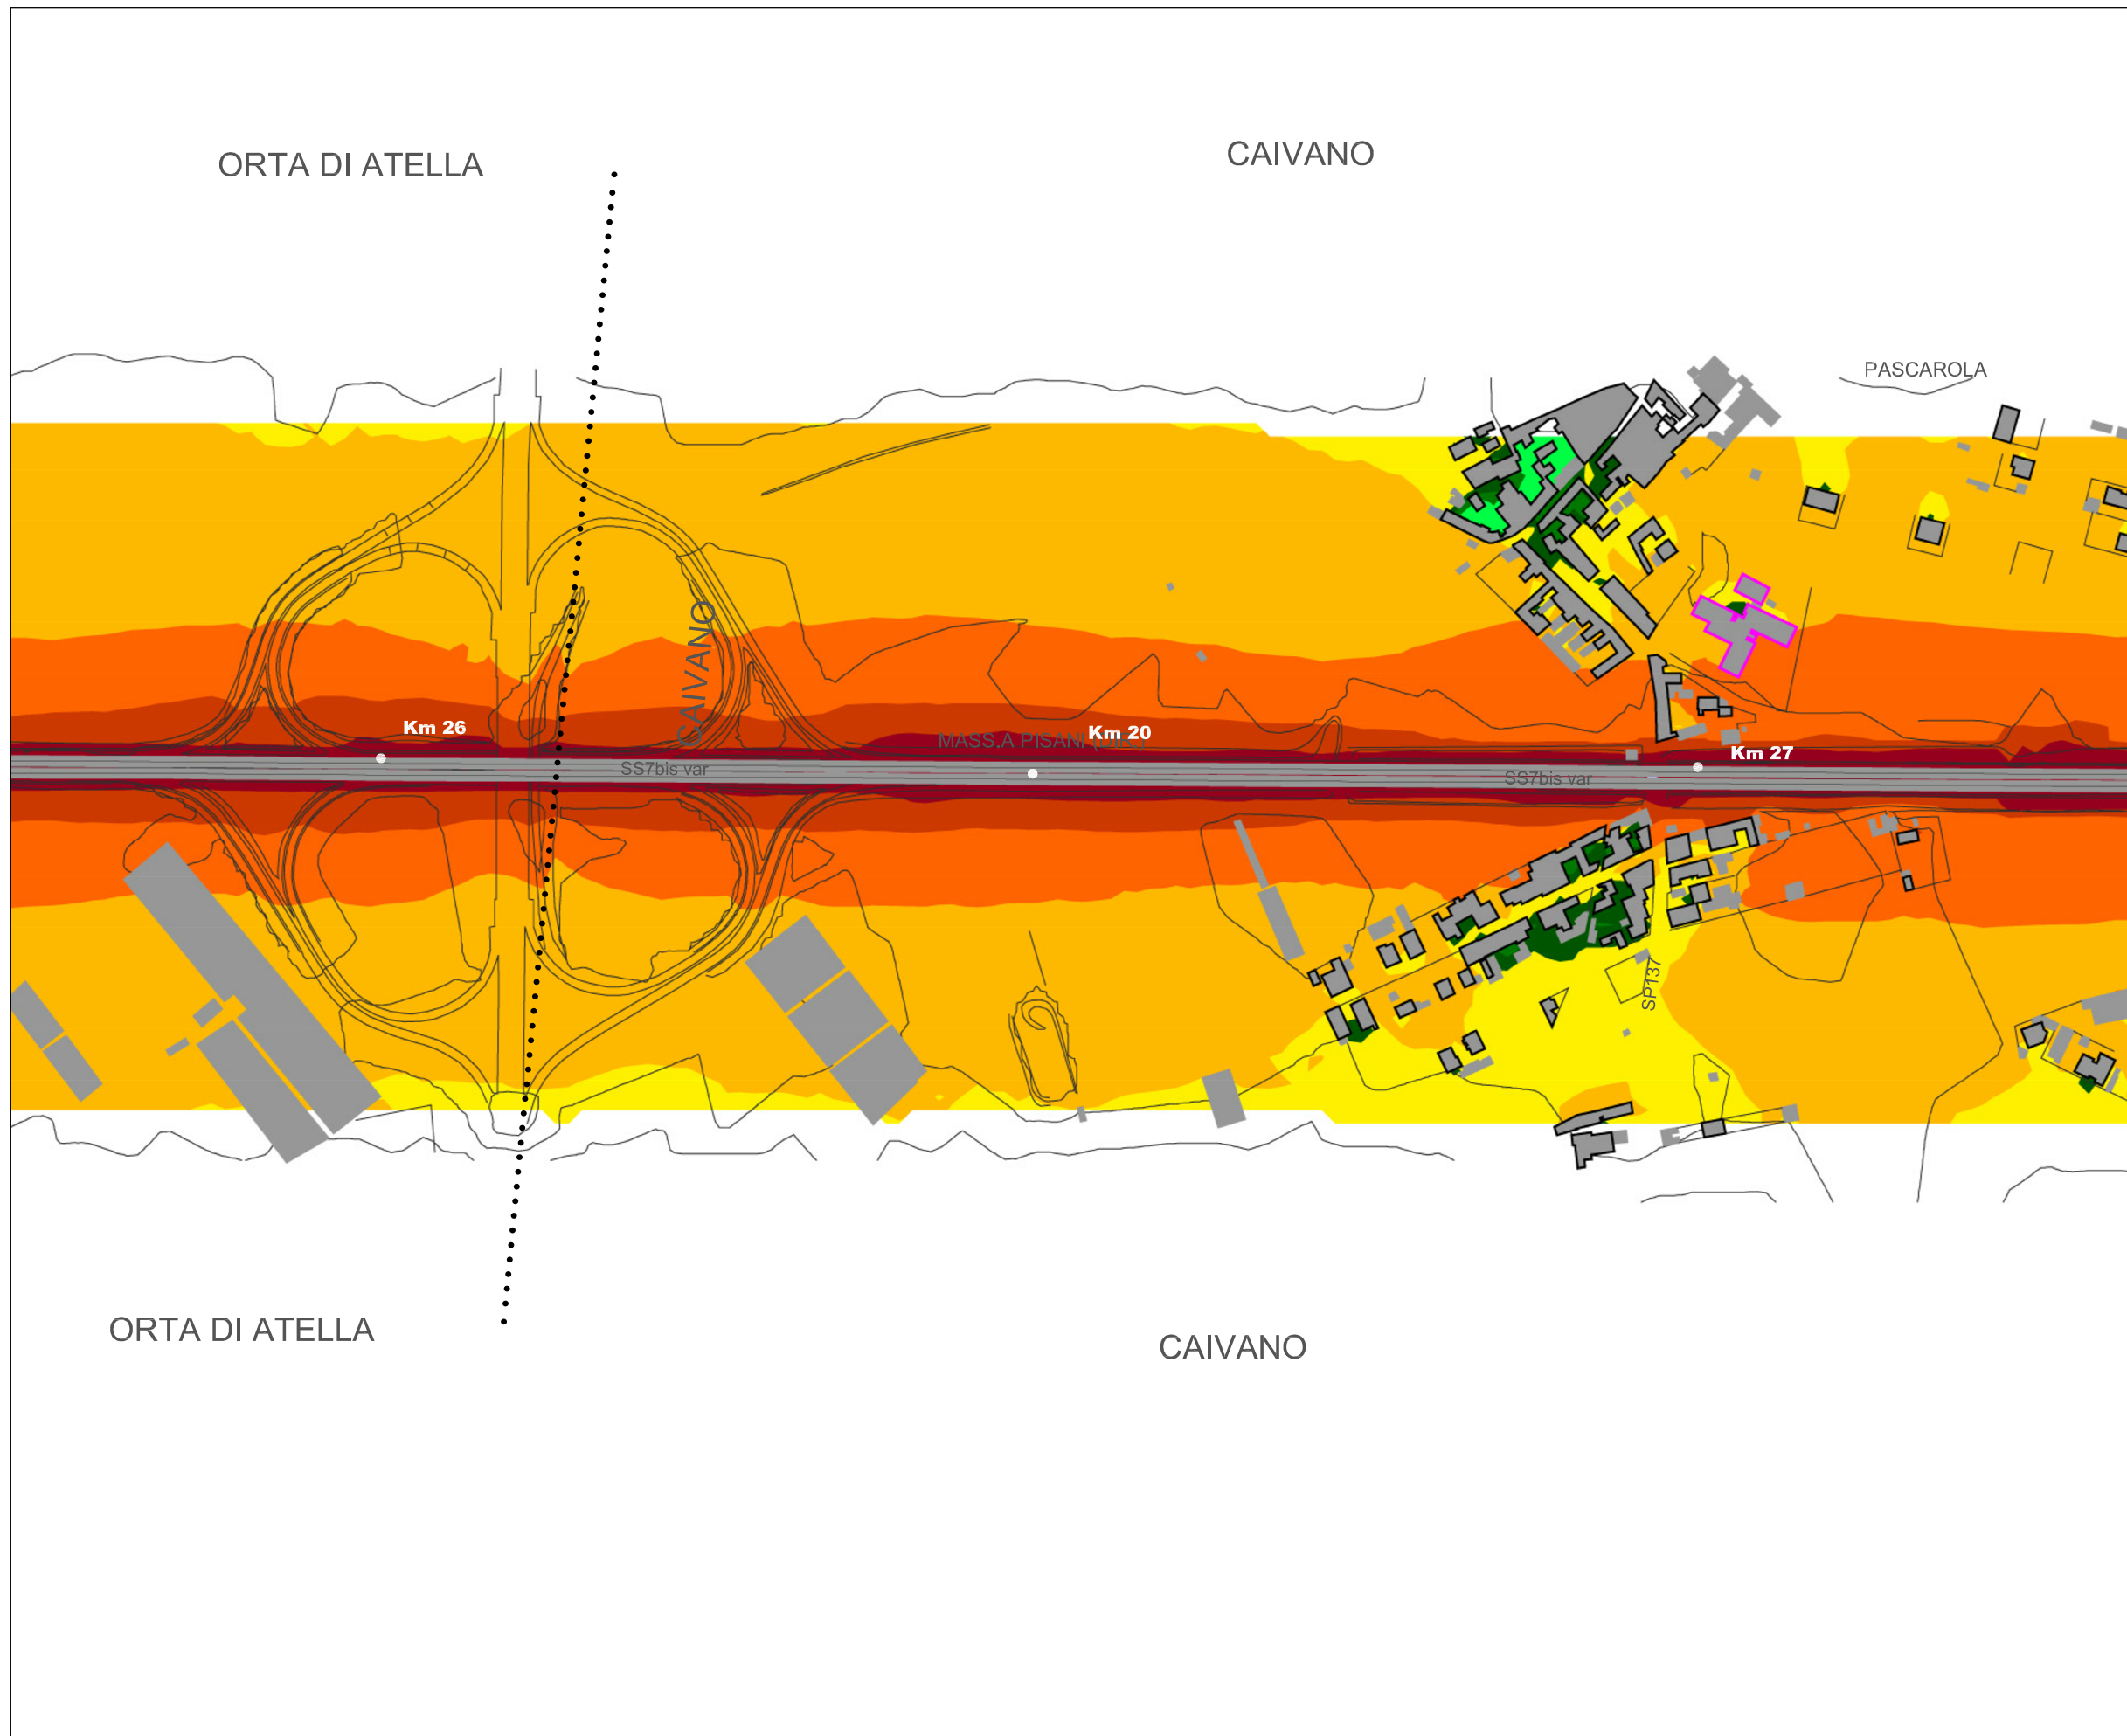 ORTA DI ATELLA
CAIVANO
PASCAROLA
CAIVANO
Km 26
Km 20
MASS.A PISANI (DIR.)
Km 27
SS7bis var
SS7bis var
SP137
ORTA DI ATELLA
CAIVANO